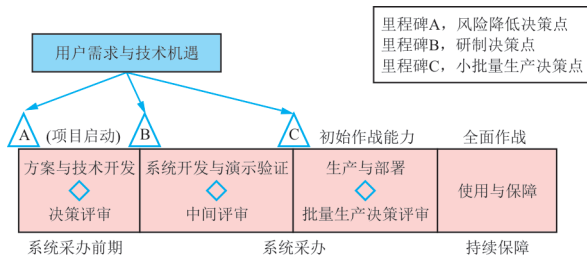 用户需求与技术机遇
里程碑A，风险降低决策点
里程碑B，研制决策点
里程碑C，小批量生产决策点
A (项目启动) B C 初始作战能力 全面作战
方案与技术开发 系统开发与演示验证 生产与部署
使用与保障
决策评审 中间评审 批量生产决策评审
系统采办前期 系统采办 持续保障